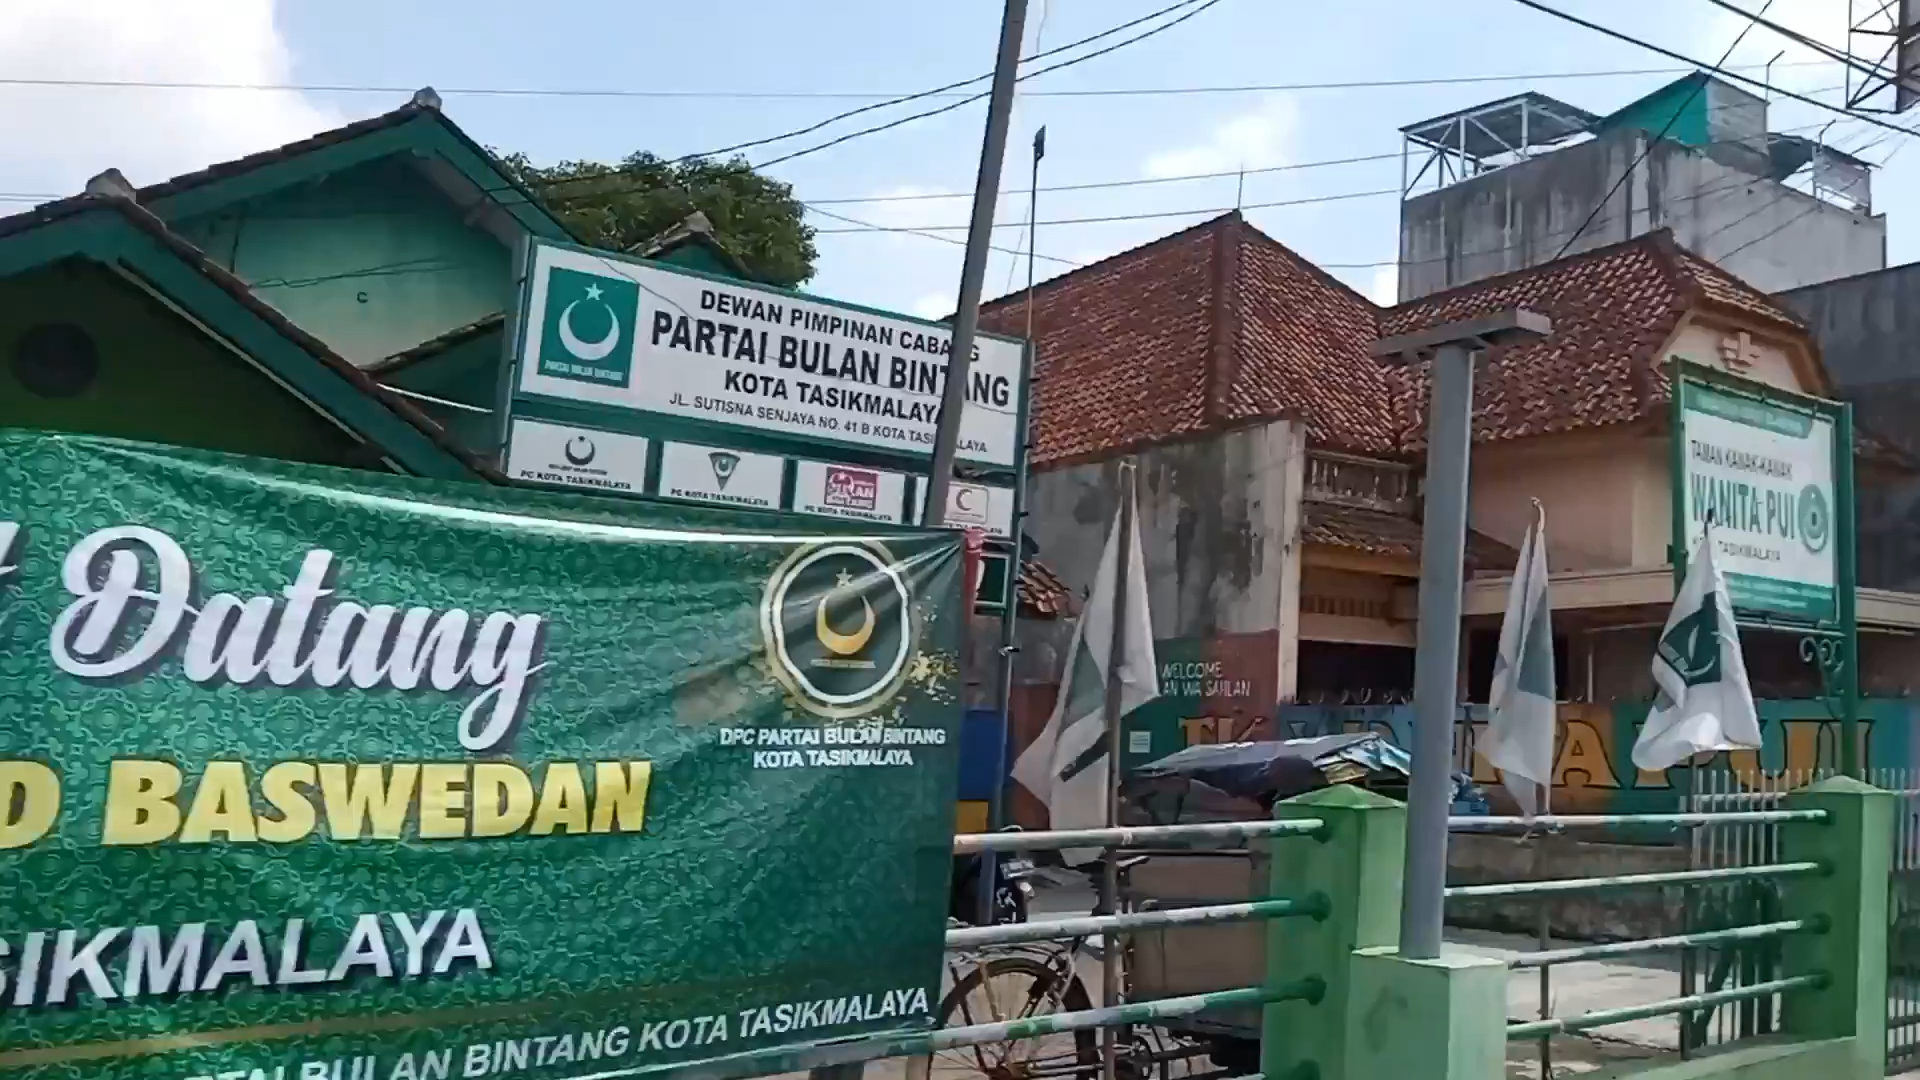 DEWAN PIMPINAN CABANG
PARTAI BULAN BINTANG
KOTA TASIKMALAYA
JL. SUTISNA SENJAYA NO. 41 B KOTA TASIKMALAYA
PARTAI BULAN BINTANG
PC KOTA TASIKMALAYA
PC KOTA TASIKMALAYA
PC KOTA TASIKMALAYA
Datang
D BASWEDAN
SIKMALAYA
DPC PARTAI BULAN BINTANG
KOTA TASIKMALAYA
RTAI BULAN BINTANG KOTA TASIKMALAYA
TAMAN KANAK-KANAK
WANITA PUI
TASIKMALAYA
WELCOME
AN WA SAHLAN